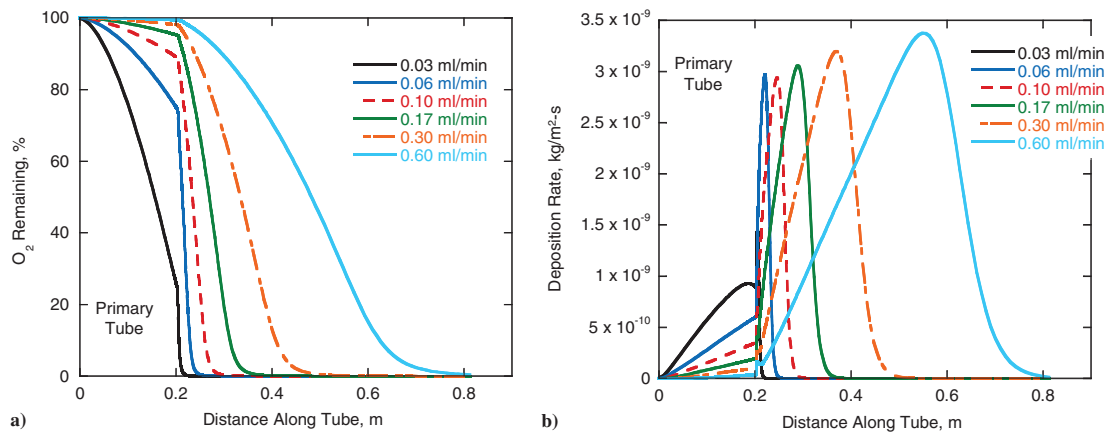 100
80
60
40
20
0
O2 Remaining, %
0
0.2
0.4
0.6
0.8
Distance Along Tube, m
Primary
Tube
0.03 ml/min
0.06 ml/min
0.10 ml/min
0.17 ml/min
0.30 ml/min
0.60 ml/min
a)
3.5 x 10-9
3 x 10-9
2.5 x 10-9
2 x 10-9
1.5 x 10-9
1 x 10-9
5 x 10-10
0
Deposition Rate, kg/m2-s
0
0.2
0.4
0.6
0.8
Distance Along Tube, m
Primary
Tube
0.03 ml/min
0.06 ml/min
0.10 ml/min
0.17 ml/min
0.30 ml/min
0.60 ml/min
b)